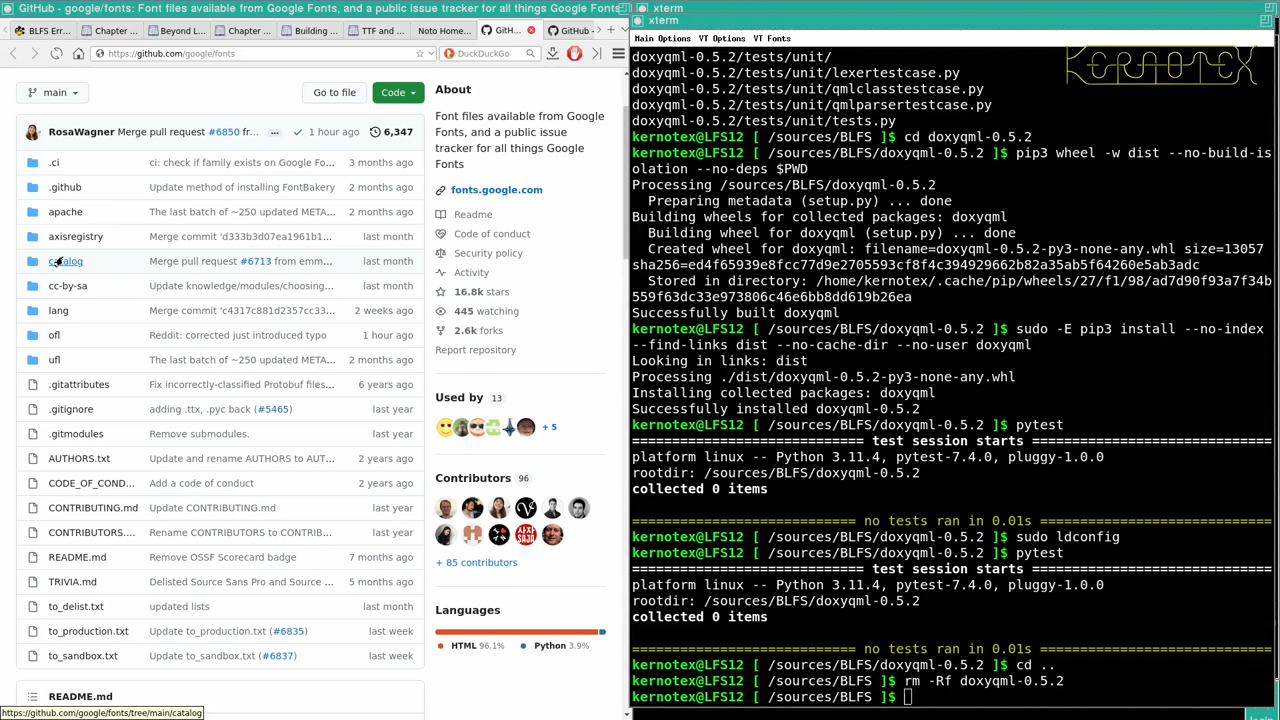 GitHub - google/fonts: Font files available from Google Fonts, and a public issue tracker for all things Google Fonts
BLFS Err...
Chapter ...
Beyond L...
Chapter ...
Building ...
TTF and ...
Noto Home...
GitH...
GitHub
https://github.com/google/fonts
DuckDuckGo
main
Go to file
Code
RosaWagner Merge pull request #6850 fr... ... 1 hour ago 6,347
.ci ci: check if family exists on Google Fo... 3 months ago
.github Update method of installing FontBakery 2 months ago
apache The last batch of ~250 updated META... 2 months ago
axisregistry Merge commit 'd333b3d07ea1961b1... last month
catalog Merge pull request #6713 from emm... last month
cc-by-sa Update knowledge/modules/choosing... last month
lang Merge commit 'c4317c881d2357cc33... 2 weeks ago
ofl Reddit: corrected just introduced typo 1 hour ago
ufl The last batch of ~250 updated META... 2 months ago
.gitattributes Fix incorrectly-classified Protobuf files... 6 years ago
.gitignore adding .ttx, .pyc back (#5465) last year
.gitmodules Remove submodules. last year
AUTHORS.txt Update and rename AUTHORS to AUT... 2 years ago
CODE_OF_COND... Add a code of conduct 2 years ago
CONTRIBUTING.md Update CONTRIBUTING.md last year
CONTRIBUTORS.... Rename CONTRIBUTORS to CONTRIB... last year
README.md Remove OSSF Scorecard badge 7 months ago
TRIVIA.md Delisted Source Sans Pro and Source ... last year
to_delist.txt updated lists last month
to_production.txt Update to_production.txt (#6835) last week
to_sandbox.txt Update to_sandbox.txt (#6837) last week
README.md
https://github.com/google/fonts/tree/main/catalog
About
Font files available from Google
Fonts, and a public issue
tracker for all things Google
Fonts
fonts.google.com
Readme
Code of conduct
Security policy
Activity
16.8k stars
445 watching
2.6k forks
Report repository
Used by 13
+ 5
Contributors 96
+ 85 contributors
Languages
HTML 96.1% Python 3.9%
xterm
xterm
Main Options VT Options VT Fonts
KERNOTEX
doxyqml-0.5.2/tests/unit/
doxyqml-0.5.2/tests/unit/lexertestcase.py
doxyqml-0.5.2/tests/unit/qmlclasstestcase.py
doxyqml-0.5.2/tests/unit/qmlparsertestcase.py
doxyqml-0.5.2/tests/unit/tests.py
kernotex@LFS12 [ /sources/BLFS ]$ cd doxyqml-0.5.2
kernotex@LFS12 [ /sources/BLFS/doxyqml-0.5.2 ]$ pip3 wheel -w dist --no-build-is
olation --no-deps $PWD
Processing /sources/BLFS/doxyqml-0.5.2
Preparing metadata (setup.py) ... done
Building wheels for collected packages: doxyqml
Building wheel for doxyqml (setup.py) ... done
Created wheel for doxyqml: filename=doxyqml-0.5.2-py3-none-any.whl size=13057
sha256=ed4f65939e8fcc77d9e2705593cf8f4c394929662b82a35ab5f64260e5ab3adc
Stored in directory: /home/kernotex/.cache/pip/wheels/27/f1/98/ad7d90f93a7f34b
559f63dc33e973806c46e6bb8dd619b26ea
Successfully built doxyqml
kernotex@LFS12 [ /sources/BLFS/doxyqml-0.5.2 ]$ sudo -E pip3 install --no-index
--find-links dist --no-cache-dir --no-user doxyqml
Looking in links: dist
Processing ./dist/doxyqml-0.5.2-py3-none-any.whl
Installing collected packages: doxyqml
Successfully installed doxyqml-0.5.2
kernotex@LFS12 [ /sources/BLFS/doxyqml-0.5.2 ]$ pytest
============================= test session starts ==============================
platform linux -- Python 3.11.4, pytest-7.4.0, pluggy-1.0.0
rootdir: /sources/BLFS/doxyqml-0.5.2
collected 0 items
============================ no tests ran in 0.01s =============================
kernotex@LFS12 [ /sources/BLFS/doxyqml-0.5.2 ]$ sudo ldconfig
kernotex@LFS12 [ /sources/BLFS/doxyqml-0.5.2 ]$ pytest
============================= test session starts ==============================
platform linux -- Python 3.11.4, pytest-7.4.0, pluggy-1.0.0
rootdir: /sources/BLFS/doxyqml-0.5.2
collected 0 items
============================ no tests ran in 0.01s =============================
kernotex@LFS12 [ /sources/BLFS/doxyqml-0.5.2 ]$ cd ..
kernotex@LFS12 [ /sources/BLFS ]$ rm -Rf doxyqml-0.5.2
kernotex@LFS12 [ /sources/BLFS ]$